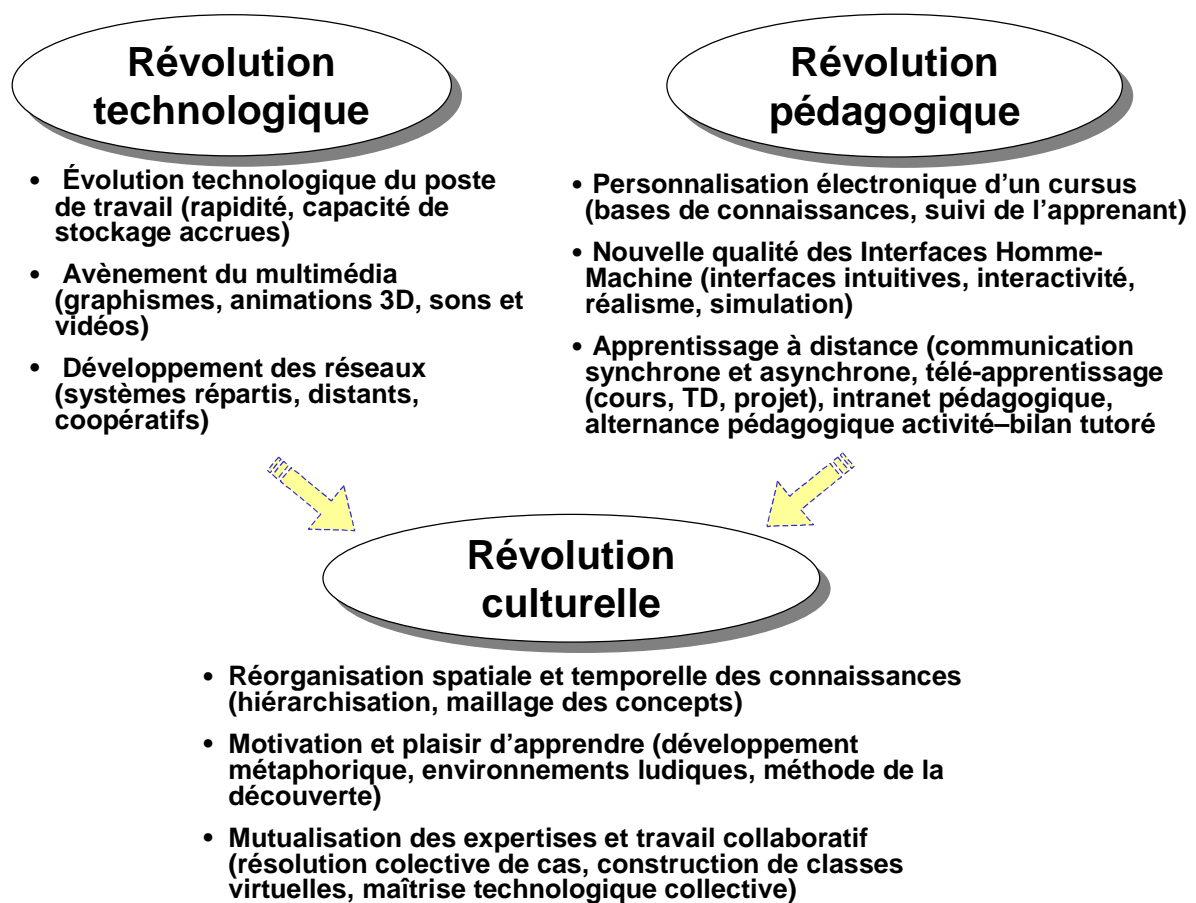 Révolution
technologique
• Évolution technologique du poste
de travail (rapidité, capacité de
stockage accrues)
• Avènement du multimédia
(graphismes, animations 3D, sons et
vidéos)
• Développement des réseaux
(systèmes répartis, distants,
coopératifs)
Révolution
pédagogique
• Personnalisation électronique d’un cursus
(bases de connaissances, suivi de l’apprenant)
• Nouvelle qualité des Interfaces Homme-
Machine (interfaces intuitives, interactivité,
réalisme, simulation)
• Apprentissage à distance (communication
synchrone et asynchrone, télé-apprentissage
(cours, TD, projet), intranet pédagogique,
alternance pédagogique activité–bilan tutoré
Révolution
culturelle
• Réorganisation spatiale et temporelle des connaissances
(hiérarchisation, maillage des concepts)
• Motivation et plaisir d’apprendre (développement
métaphorique, environnements ludiques, méthode de la
découverte)
• Mutualisation des expertises et travail collaboratif
(résolution colective de cas, construction de classes
virtuelles, maîtrise technologique collective)